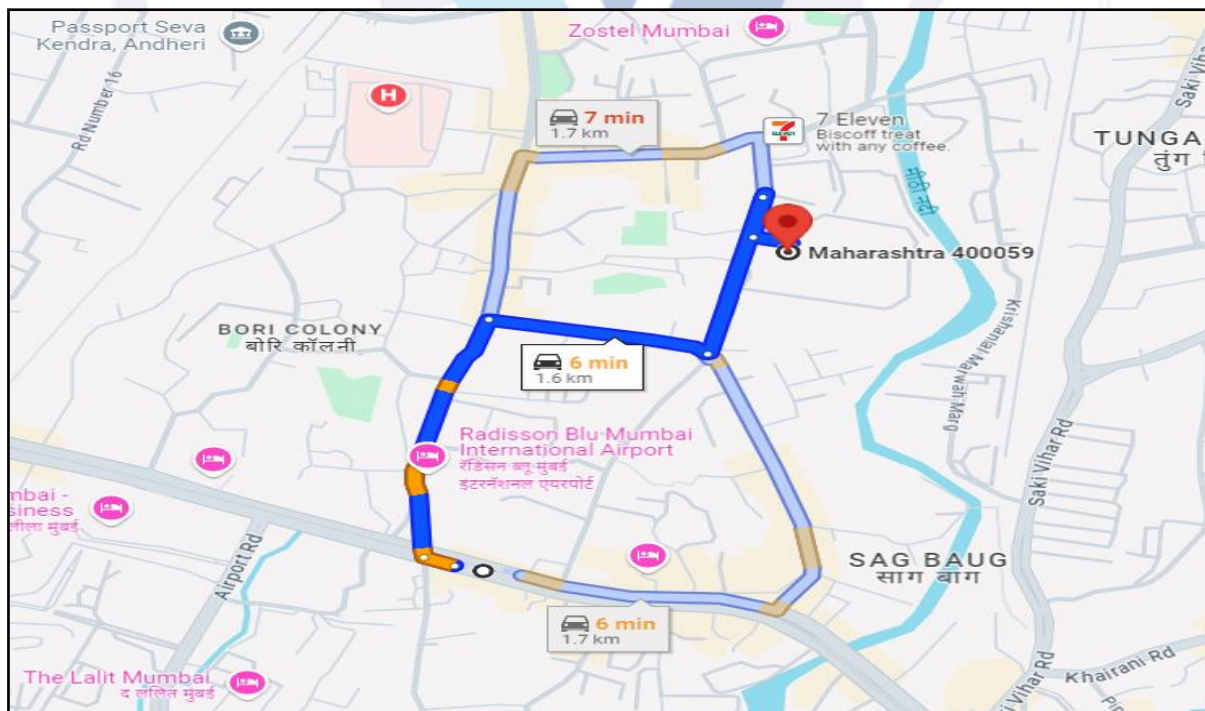 Passport Seva
Kendra, Andheri
Zostel Mumbai
Rd Number 16
H
7 min
1.7 km
7 Eleven
Biscoff treat
with any coffee.
Saki Vihar
TUNGA
तुंग
मीठी नदी
Maharashtra 400059
BORI COLONY
बोरि कॉलनी
6 min
1.6 km
Krishanlal Marwah Marg
Radisson Blu Mumbai
International Airport
रॅडिसन ब्लू मुंबई
इंटरनॅशनल एयरपोर्ट
Saki Vihar Rd
mbai -
siness
लीला मुंबई
Airport Rd
SAG BAUG
साग बाग
6 min
1.7 km
The Lalit Mumbai
द ललित मुंबई
i Vihar Rd
Khairani Rd